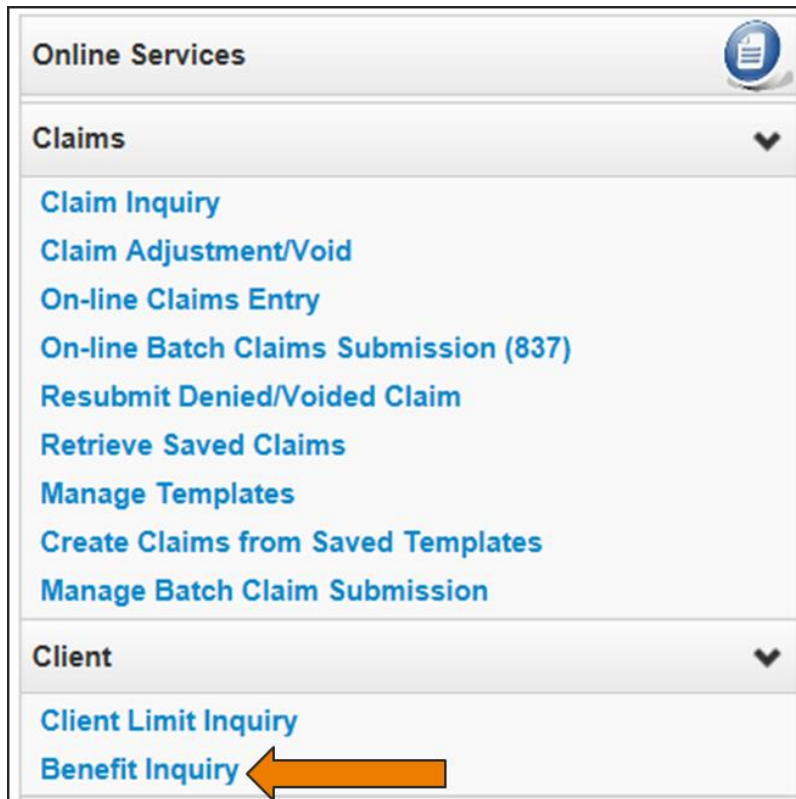 Online Services
Claims
Claim Inquiry
Claim Adjustment/Void
On-line Claims Entry
On-line Batch Claims Submission (837)
Resubmit Denied/Voided Claim
Retrieve Saved Claims
Manage Templates
Create Claims from Saved Templates
Manage Batch Claim Submission
Client
Client Limit Inquiry
Benefit Inquiry